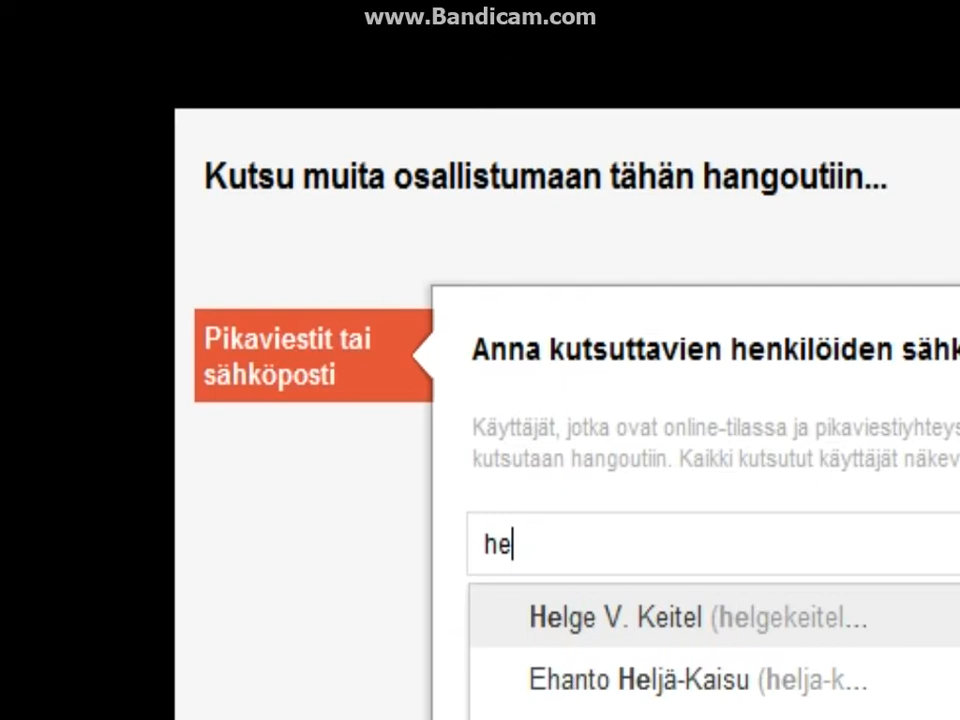 www.Bandicam.com
Kutsu muita osallistumaan tähän hangoutiin...
Pikaviestit tai
sähköposti
Anna kutsuttavien henkilöiden sähk
Käyttäjät, jotka ovat online-tilassa ja pikaviestiyhteys
kutsutaan hangoutiin. Kaikki kutsutut käyttäjät näkev
he
Helge V. Keitel (helgekeitel...
Ehanto Heljä-Kaisu (helja-k...